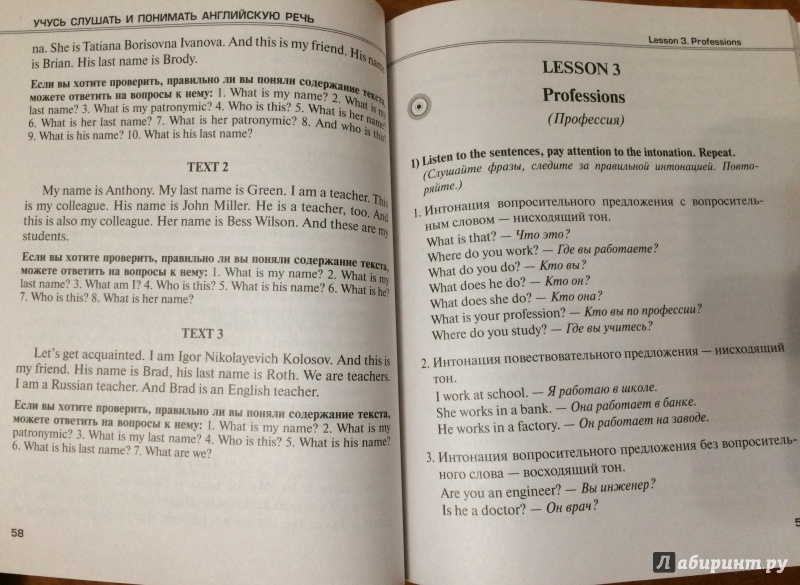 УЧУСЬ СЛУШАТЬ И ПОНИМАТЬ АНГЛИЙСКУЮ РЕЧЬ
na. She is Tatiana Borisovna Ivanova. And this is my friend. His name
is Brian. His last name is Brody.
Если вы хотите проверить, правильно ли вы поняли содержание текста,
можете ответить на вопросы к нему: 1. What is my name? 2. What is my
last name? 3. What is my patronymic? 4. Who is this? 5. What is her name?
6. What is her last name? 7. What is her patronymic? 8. And who is this?
9. What is his name? 10. What is his last name?
TEXT 2
My name is Anthony. My last name is Green. I am a teacher. This
is my colleague. His name is John Miller. He is a teacher, too. And
this is also my colleague. Her name is Bess Wilson. And these are my
students.
Если вы хотите проверить, правильно ли вы поняли содержание текста,
можете ответить на вопросы к нему: 1. What is my name? 2. What is my
last name? 3. What am I? 4. Who is this? 5. What is his name? 6. What is he?
7. Who is this? 8. What is her name?
TEXT 3
Let's get acquainted. I am Igor Nikolayevich Kolosov. And this is
my friend. His name is Brad, his last name is Roth. We are teachers.
I am a Russian teacher. And Brad is an English teacher.
Если вы хотите проверить, правильно ли вы поняли содержание текста,
можете ответить на вопросы к нему: 1. What is my name? 2. What is my
patronymic? 3. What is my last name? 4. Who is this? 5. What is his name?
6. What is his last name? 7. What are we?
58
Lesson 3. Professions
LESSON 3
Professions
(Профессия)
1) Listen to the sentences, pay attention to the intonation. Repeat.
(Слушайте фразы, следите за правильной интонацией. Повто-
ряйте.)
1. Интонация вопросительного предложения с вопроситель-
ным словом — нисходящий тон.
What is that? — Что это?
Where do you work? — Где вы работаете?
What do you do? — Кто вы?
What does he do? — Кто он?
What does she do? — Кто она?
What is your profession? — Кто вы по профессии?
Where do you study? — Где вы учитесь?
2. Интонация повествовательного предложения — нисходящий
тон.
I work at school. — Я работаю в школе.
She works in a bank. — Она работает в банке.
He works in a factory. — Он работает на заводе.
3. Интонация вопросительного предложения без вопроситель-
ного слова — восходящий тон.
Are you an engineer? — Вы инженер?
Is he a doctor? — Он врач?
5
Лабиринт.ру